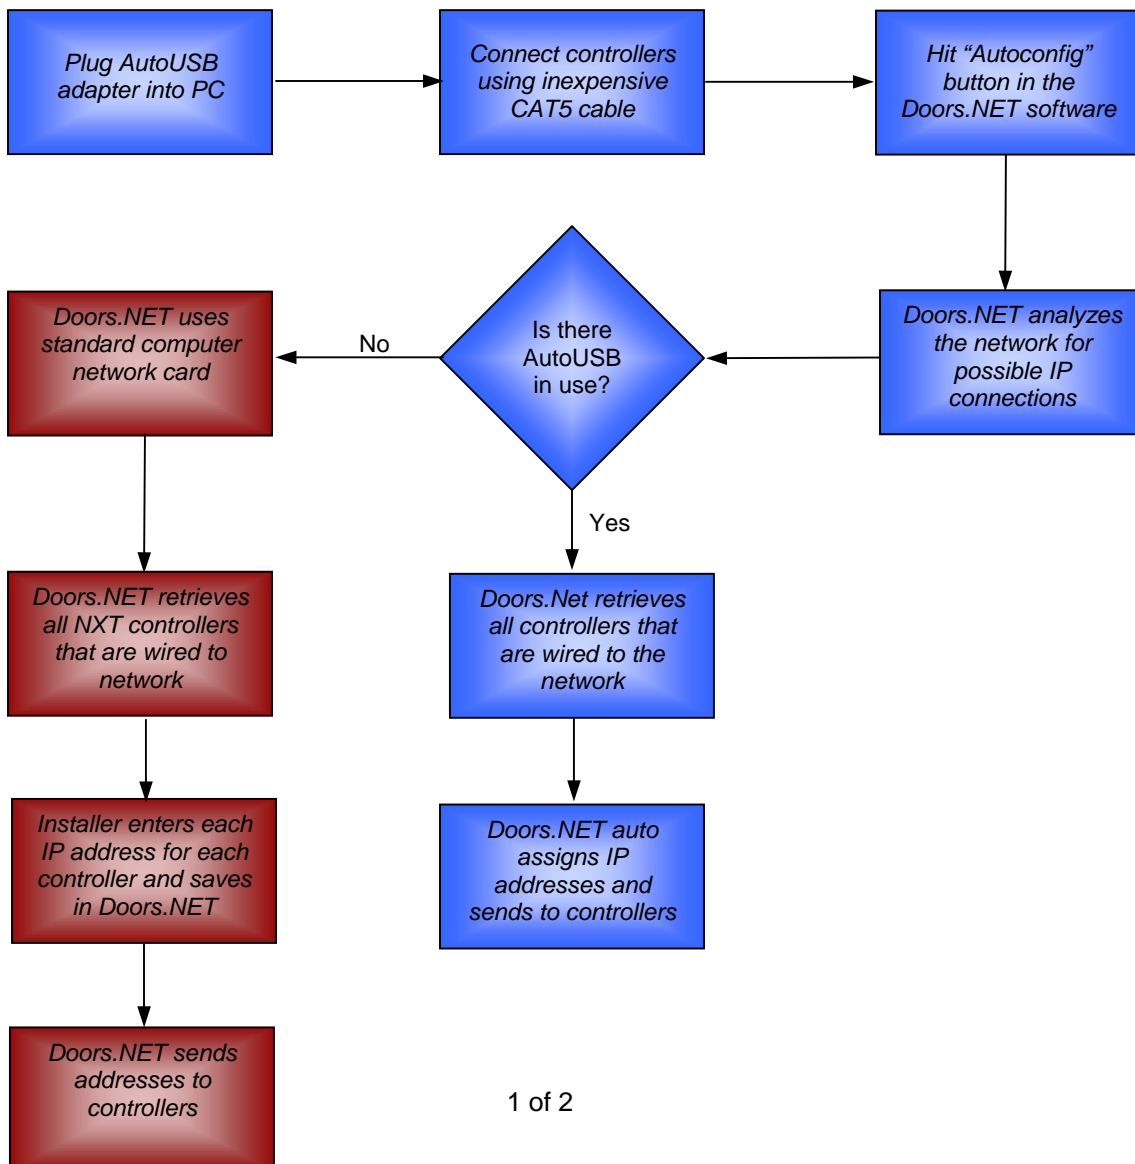 Plug AutoUSB
adapter into PC
Connect controllers
using inexpensive
CAT5 cable
Hit “Autoconfig”
button in the
Doors.NET software
Doors.NET analyzes
the network for
possible IP
connections
Is there
AutoUSB
in use?
No
Doors.NET uses
standard computer
network card
Yes
Doors.NET retrieves
all NXT controllers
that are wired to
network
Doors.Net retrieves
all controllers that
are wired to the
network
Installer enters each
IP address for each
controller and saves
in Doors.NET
Doors.NET auto
assigns IP
addresses and
sends to controllers
Doors.NET sends
addresses to
controllers
1 of 2